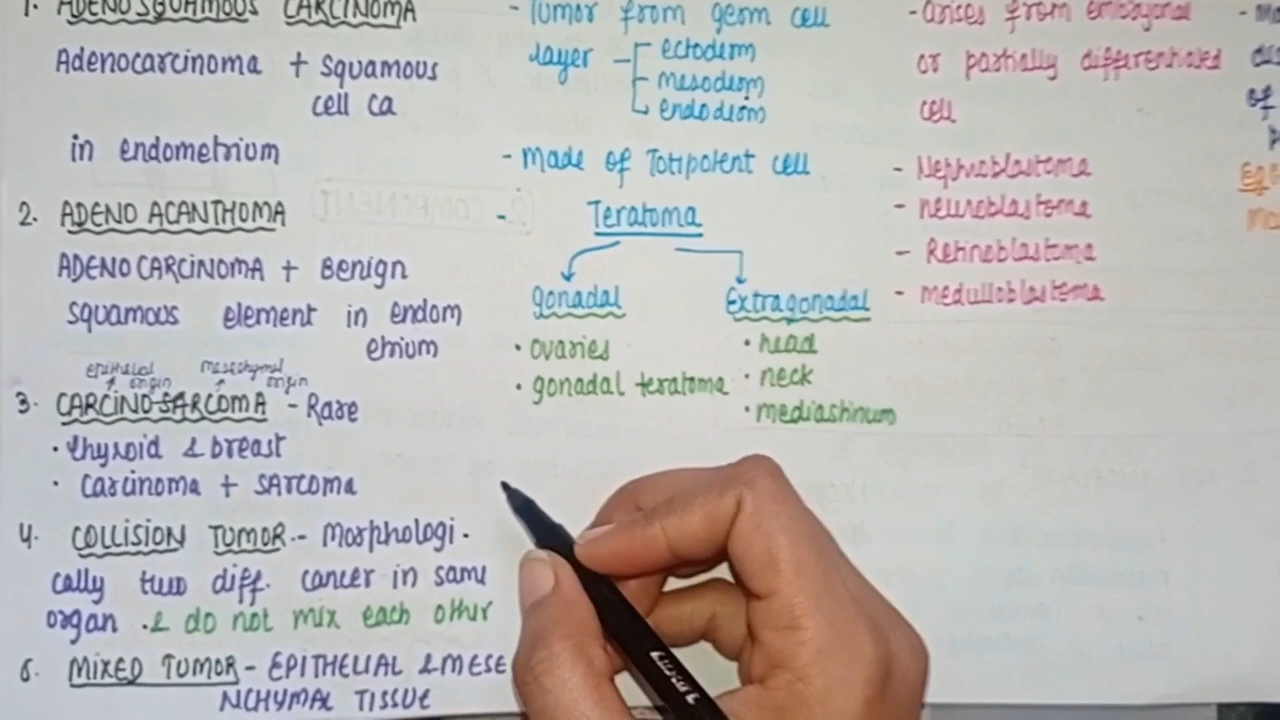 1. ADENOSQUAMOUS CARCINOMA
Adenocarcinoma + Squamous
cell Ca
in endometrium
2. ADENO ACANTHOMA
ADENOCARCINOMA + Benign
squamous element in endom
etrium
epithelial origin
mesechymal origin
3. CARCINO-SARCOMA - Rare
• thyroid & breast
• Carcinoma + SARcoma
4. COLLISION TUMOR - Morphologi.
cally two diff. cancer in same
organ . & do not mix each other
MIXED TUMOR - EPITHELIAL & MESE
NCHYMAL TISSUE
- Tumor from germ cell
layer - ectoderm
- mesoderm
- endoderm
- Made of Totipotent cell
- Teratoma
gonadal
• ovaries
• gonadal teratoma
Extragonadal
• head
• neck
• mediastinum
- arises from embryonal
or partially differentiated
cell
- Nephroblastoma
- neuroblastoma
- Retinoblastoma
- medulloblastoma
of